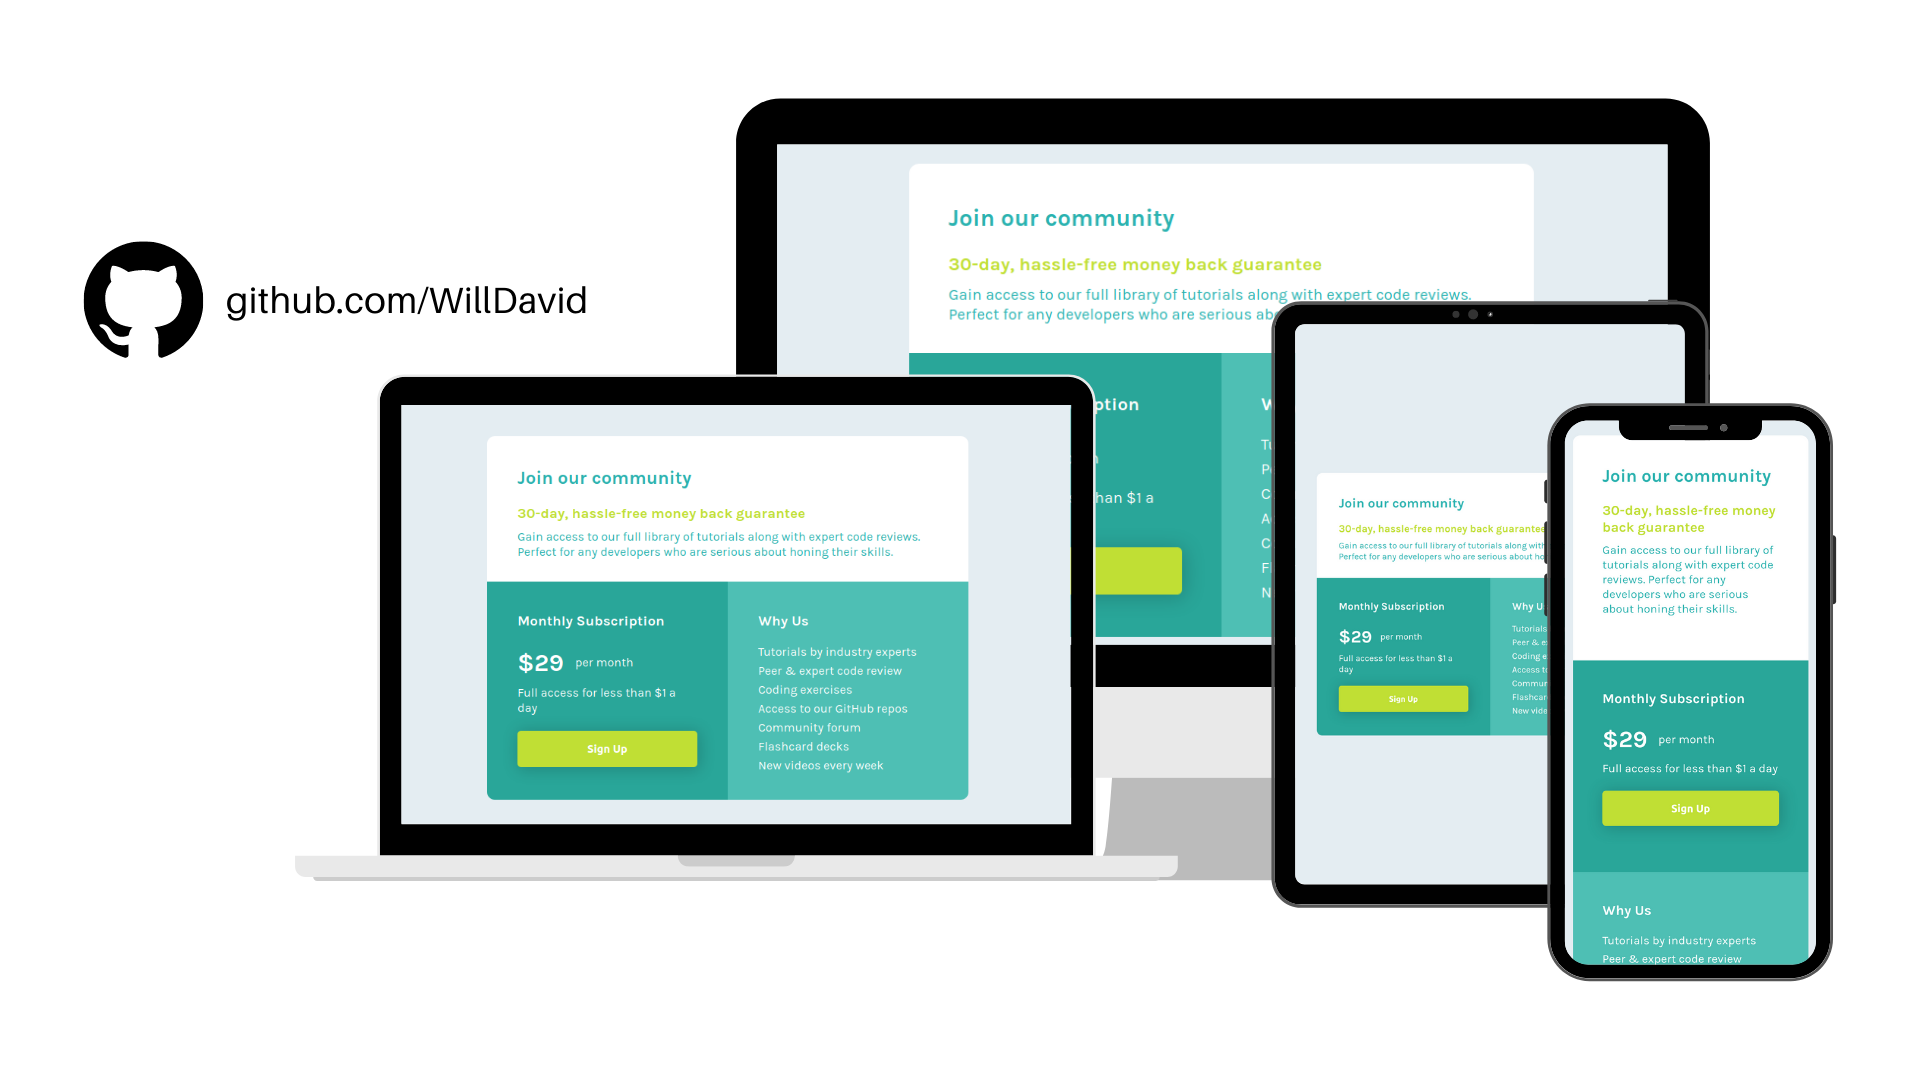 github.com/WillDavid
Join our community
30-day, hassle-free money back guarantee
Gain access to our full library of tutorials along with expert code reviews.
Perfect for any developers who are serious
than $1 a
Join our community
30-day, hassle-free money back guarantee
Gain access to our full library of tutorials along with expert code reviews.
Perfect for any developers who are serious about honing their skills.
Monthly Subscription
$29 per month
Full access for less than $1 a
day
Sign Up
Why Us
Tutorials by industry experts
Peer & expert code review
Coding exercises
Access to our GitHub repos
Community forum
Flashcard decks
New videos every week
Join our community
30-day, hassle-free money back guarantee
Gain access to our full library of tutorials along with
Perfect for any developers who are serious about
Monthly Subscription
$29 per month
Full access for less than $1 a
day
Sign Up
Why
Tutorials
Peer &
Coding
Access
New
Join our community
30-day, hassle-free money
back guarantee
Gain access to our full library of
tutorials along with expert code
reviews. Perfect for any
developers who are serious
about honing their skills.
Monthly Subscription
$29 per month
Full access for less than $1 a day
Sign Up
Why Us
Tutorials by industry experts
Peer & expert code review